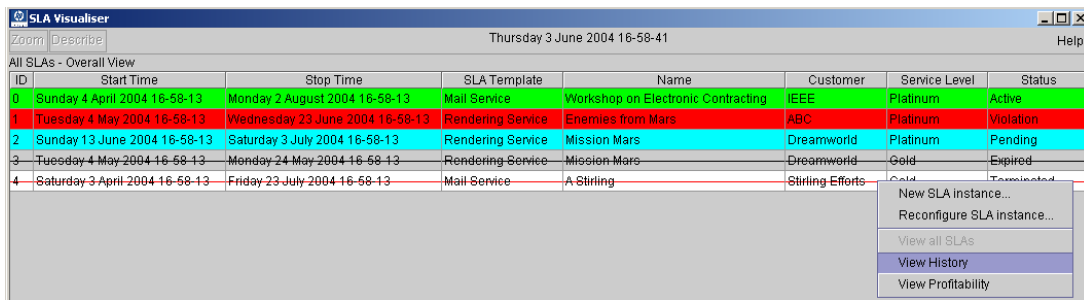 SLA Visualiser
Zoom Describe Thursday 3 June 2004 16-58-41 Help
All SLAs - Overall View
ID Start Time Stop Time SLA Template Name Customer Service Level Status
0 Sunday 4 April 2004 16-58-13 Monday 2 August 2004 16-58-13 Mail Service Workshop on Electronic Contracting IEEE Platinum Active
1 Tuesday 4 May 2004 16-58-13 Wednesday 23 June 2004 16-58-13 Rendering Service Enemies from Mars ABC Platinum Violation
2 Sunday 13 June 2004 16-58-13 Saturday 3 July 2004 16-58-13 Rendering Service Mission Mars Dreamworld Platinum Pending
3 Tuesday 4 May 2004 16-58-13 Monday 24 May 2004 16-58-13 Rendering Service Mission Mars Dreamworld Gold Expired
4 Saturday 3 April 2004 16-58-13 Friday 23 July 2004 16-58-13 Mail Service A Stirling Stirling Efforts Gold Terminated
New SLA instance...
Reconfigure SLA instance...
View all SLAs
View History
View Profitability